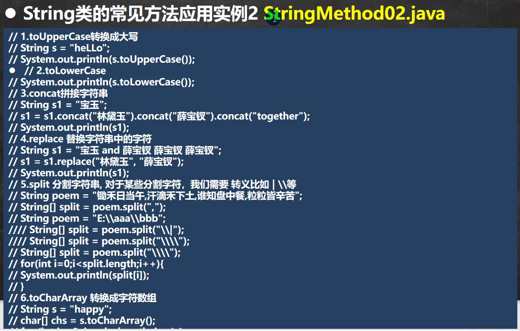 ● String类的常见方法应用实例2 StringMethod02.java
// 1.toUpperCase转换成大写
// String s = "heLLo";
// System.out.println(s.toUpperCase());
● // 2.toLowerCase
// System.out.println(s.toLowerCase());
// 3.concat拼接字符串
// String s1 = "宝玉";
// s1 = s1.concat("林黛玉").concat("薛宝钗").concat("together");
// System.out.println(s1);
// 4.replace 替换字符串中的字符
// String s1 = "宝玉 and 薛宝钗 薛宝钗 薛宝钗";
// s1 = s1.replace("林黛玉", "薛宝钗");
// System.out.println(s1);
// 5.split 分割字符串, 对于某些分割字符，我们需要 转义比如 | \\等
// String poem = "锄禾日当午,汗滴禾下土,谁知盘中餐,粒粒皆辛苦";
// String[] split = poem.split(",");
// String poem = "E:\\aaa\\bbb";
//// String[] split = poem.split("\\|");
//// String[] split = poem.split("\\\\");
// String[] split = poem.split("\\\\");
// for(int i=0;i<split.length;i++){
// System.out.println(split[i]);
// }
// 6.toCharArray 转换成字符数组
// String s = "happy";
// char[] chs = s.toCharArray();